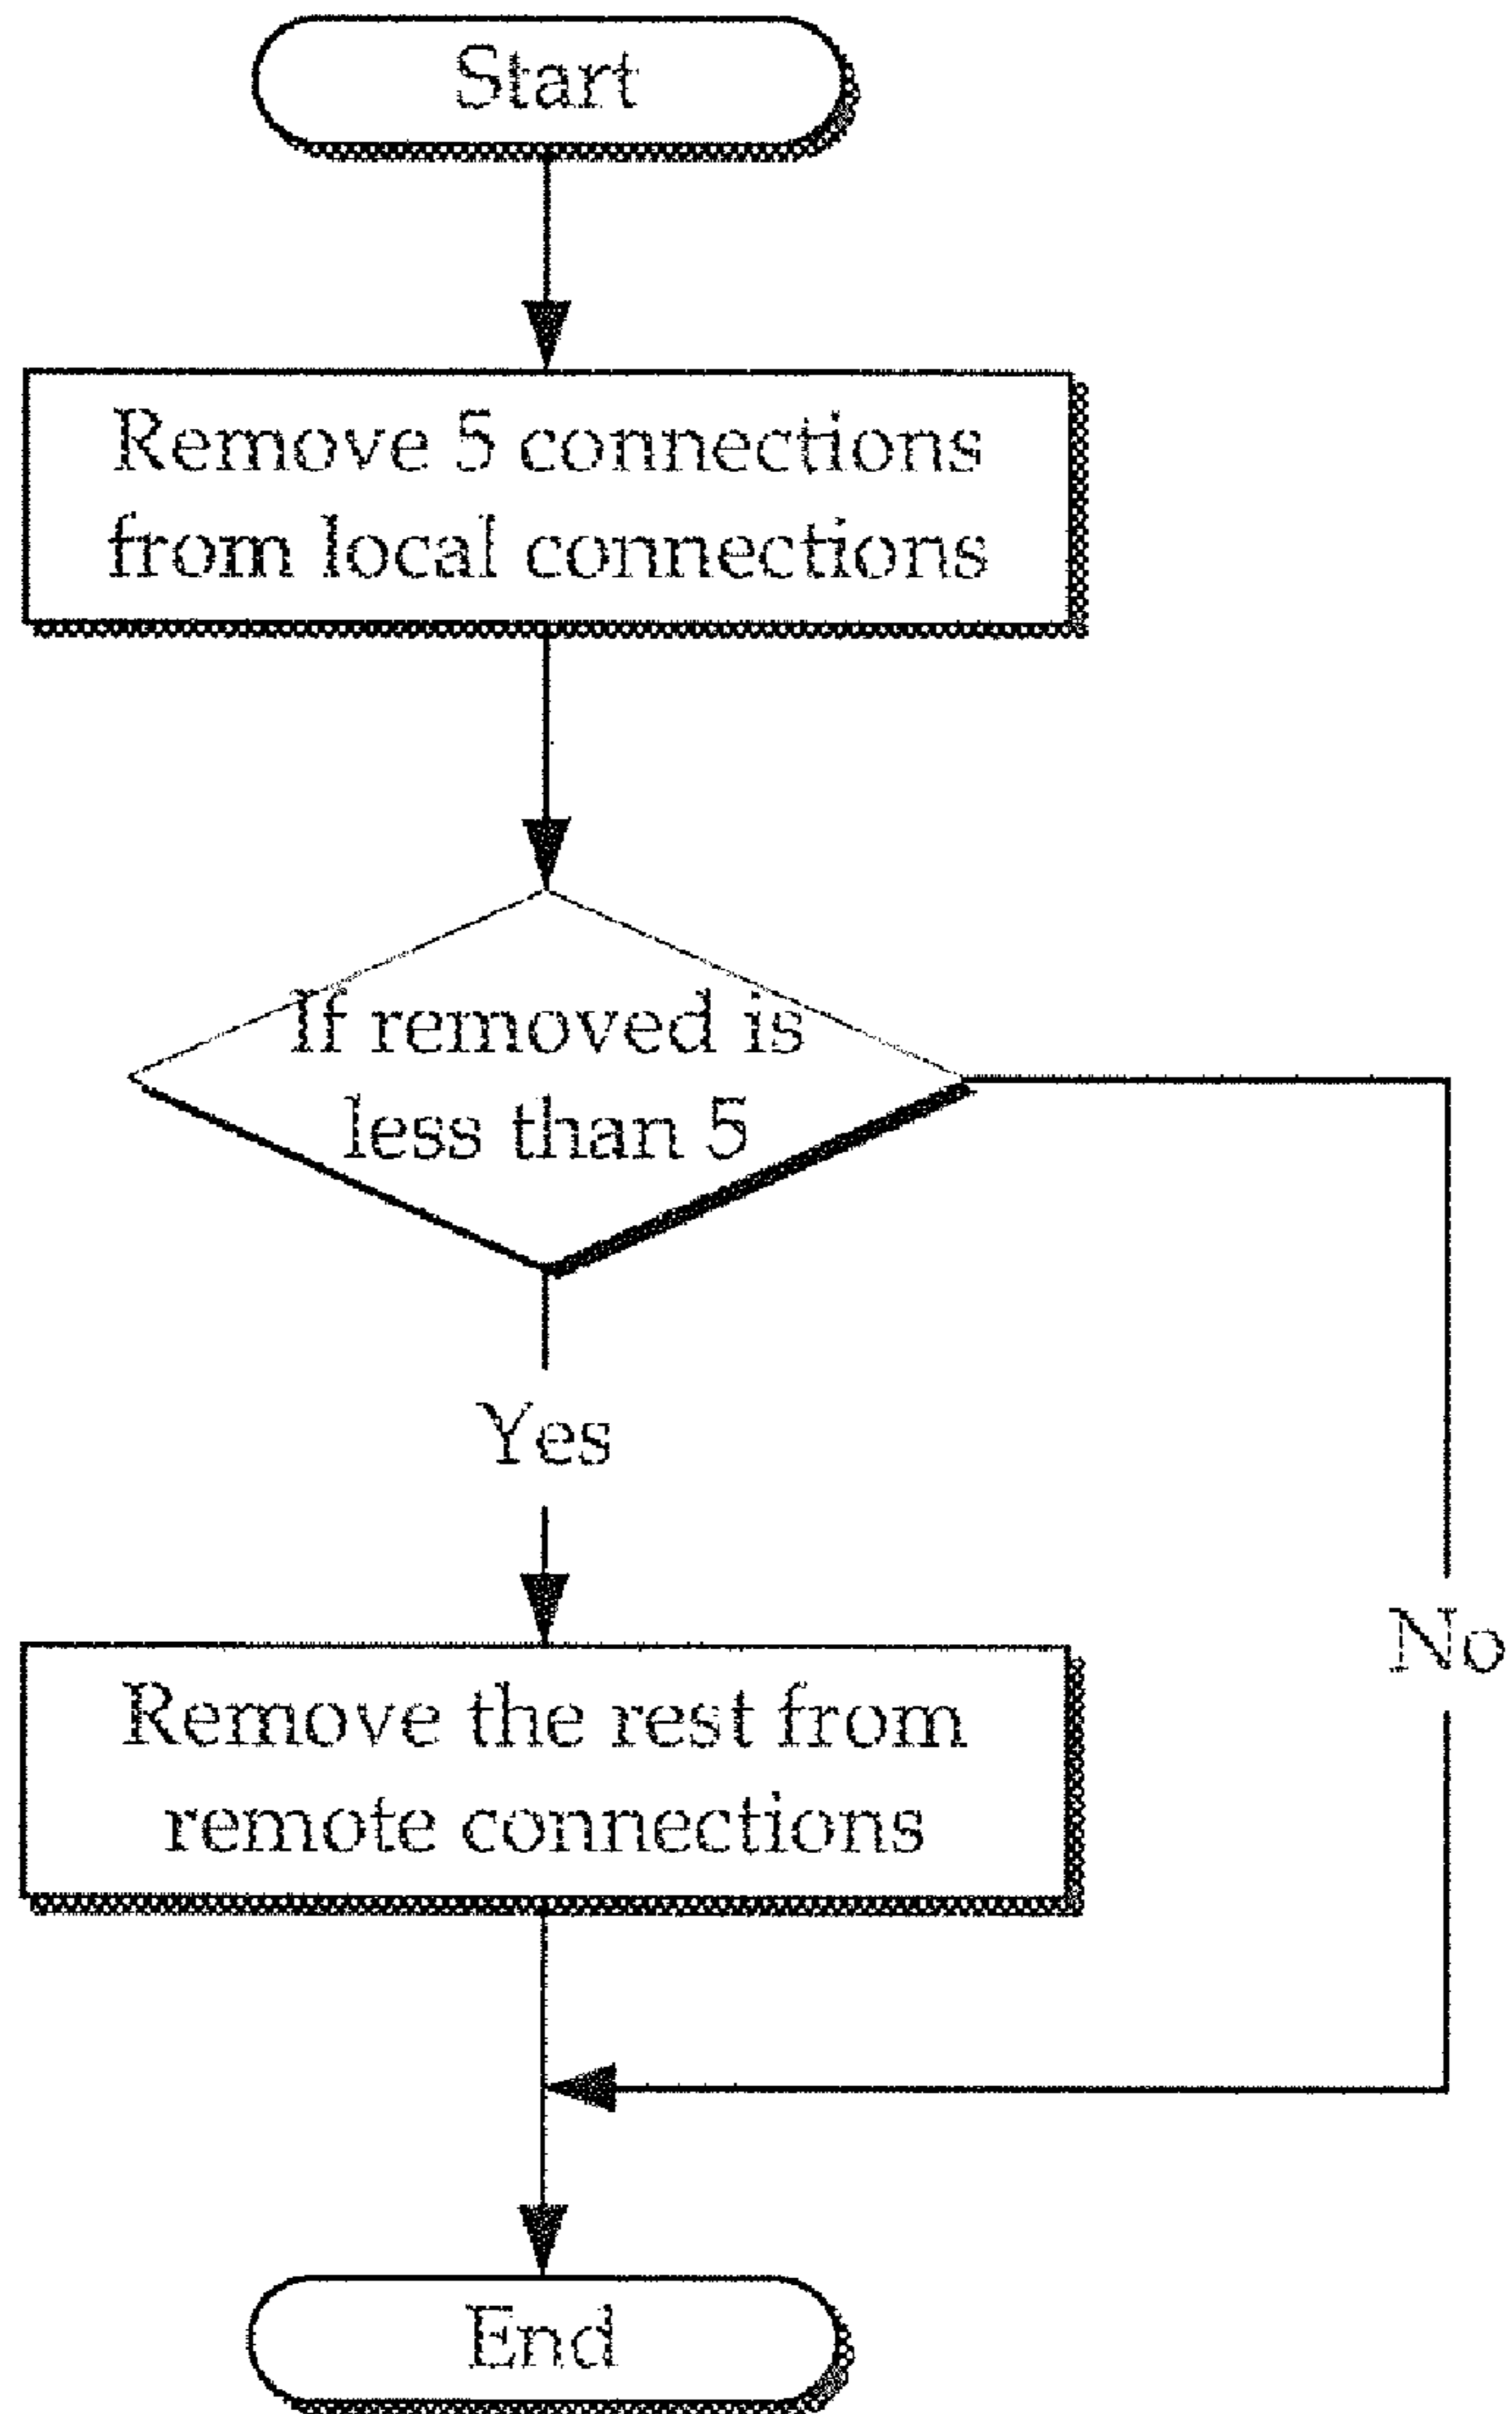 Start
Remove 5 connections
from local connections
If removed is
less than 5
Yes
No
Remove the rest from
remote connections
End